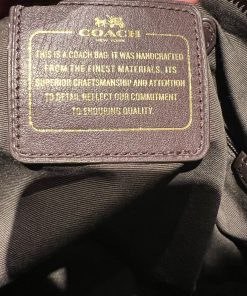 COACH
NEW YORK
THIS IS A COACH BAG. IT WAS HANDCRAFTED
FROM THE FINEST MATERIALS. ITS
SUPERIOR CRAFTSMANSHIP AND ATTENTION
TO DETAIL REFLECT OUR COMMITMENT
TO ENDURING QUALITY.